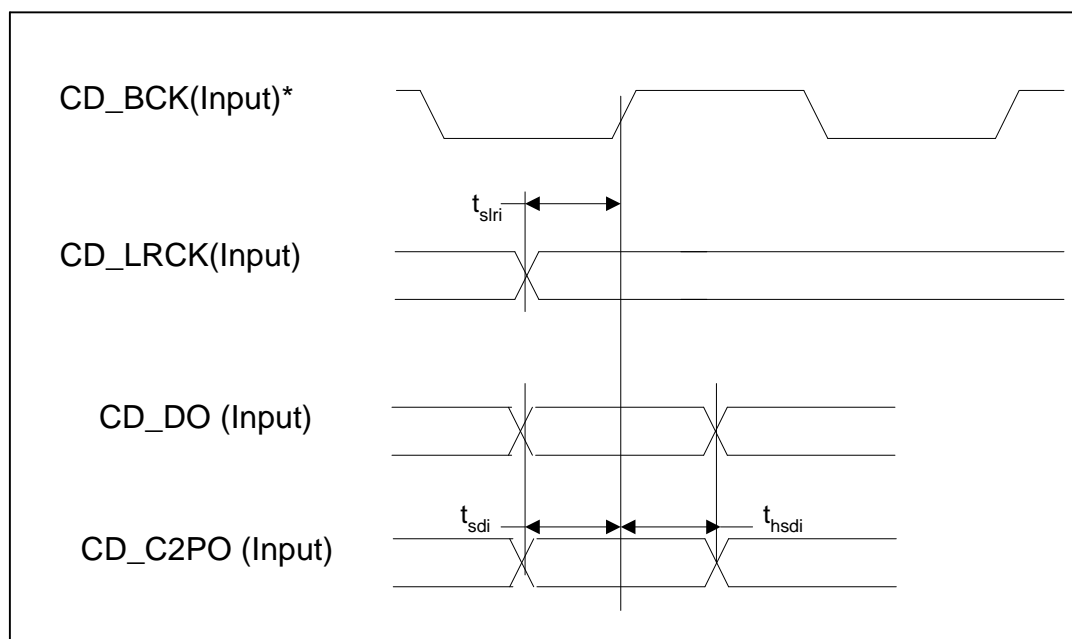 CD_BCK(Input)*
t_slri
CD_LRCK(Input)
CD_DO (Input)
t_sdi
t_hsdi
CD_C2PO (Input)